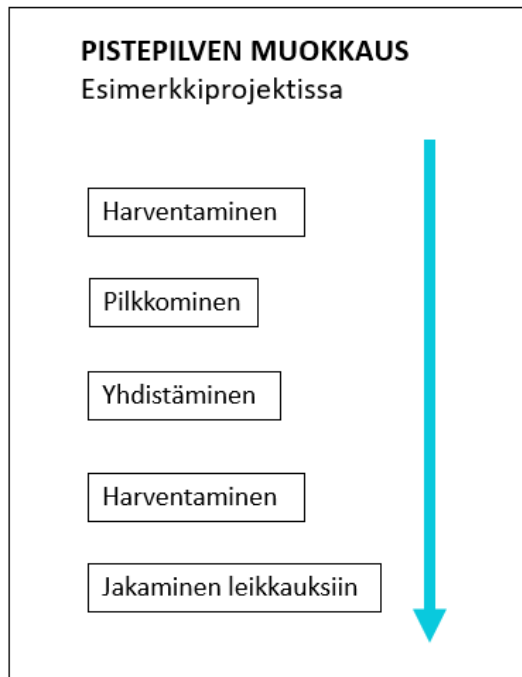 PISTEPILVEN MUOKKAUS
Esimerkkiprojektissa
Harventaminen
Pilkkominen
Yhdistäminen
Harventaminen
Jakaminen leikkauksiin